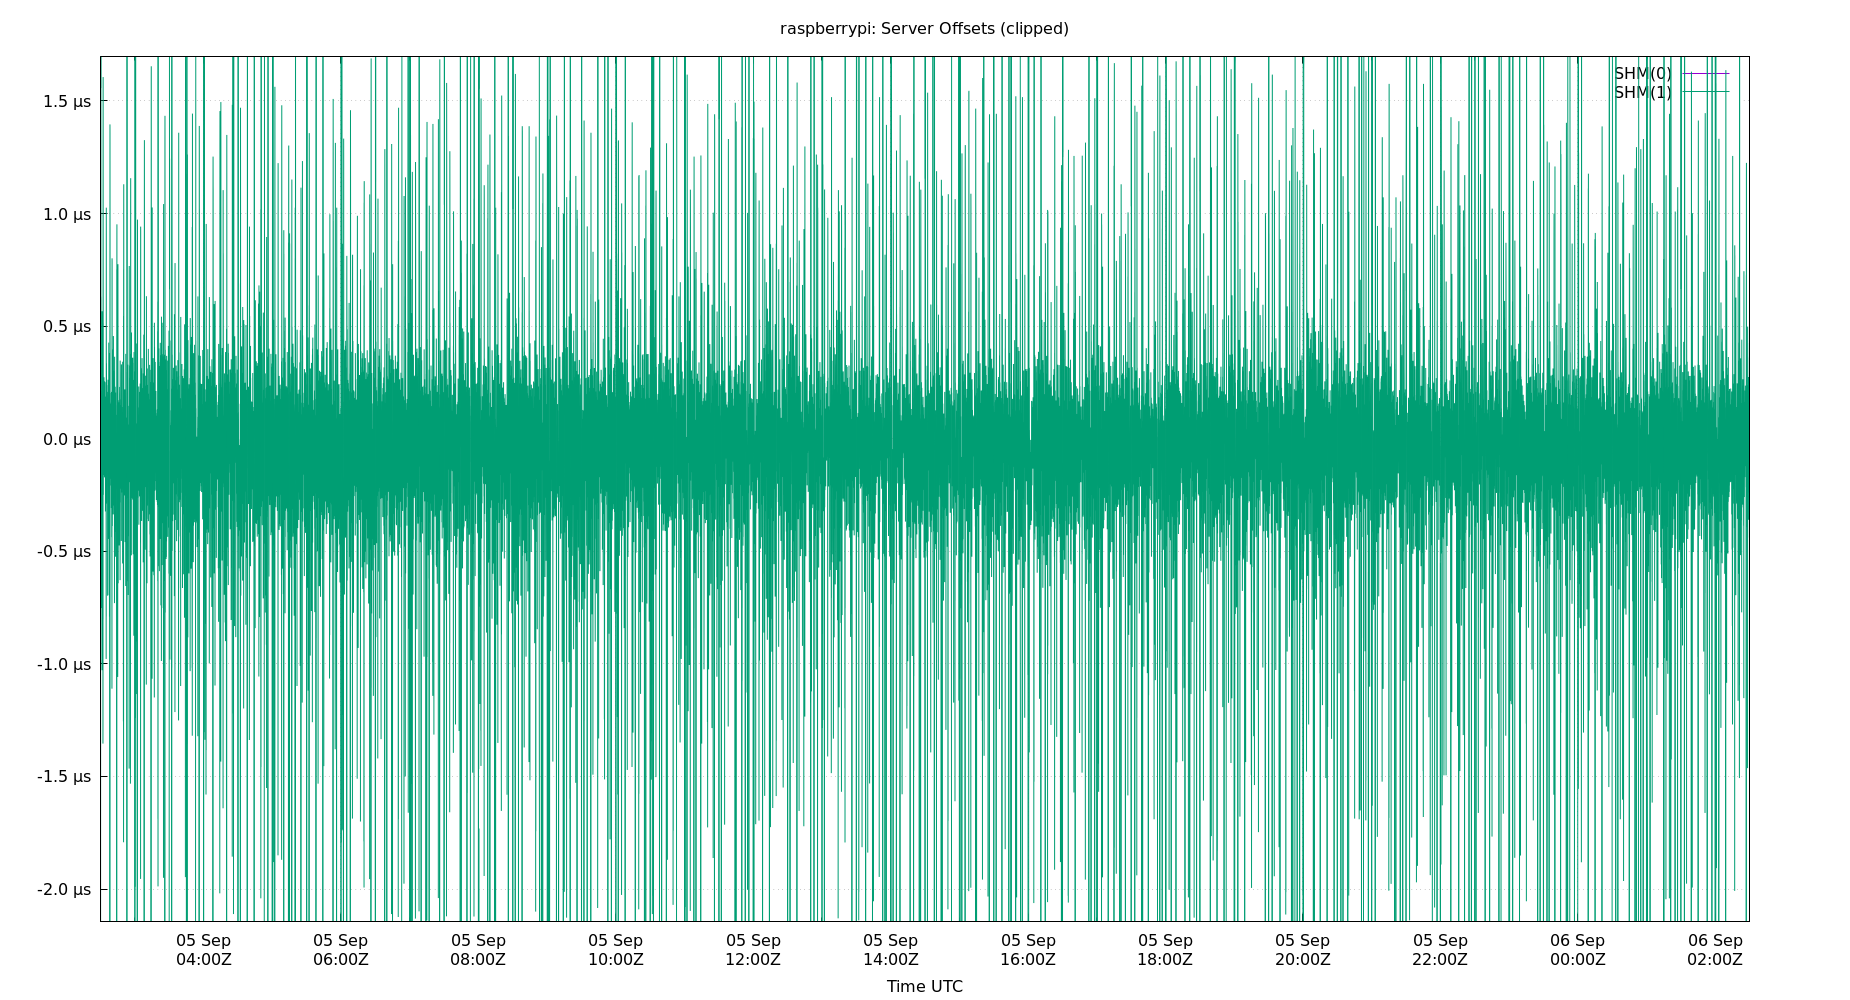 raspberrypi: Server Offsets (clipped)
SHM(0)
SHM(1)
1.5 µs
1.0 µs
0.5 µs
0.0 µs
-0.5 µs
-1.0 µs
-1.5 µs
-2.0 µs
05 Sep 05 Sep 05 Sep 05 Sep 05 Sep 05 Sep 05 Sep 05 Sep 05 Sep 05 Sep 06 Sep 06 Sep
04:00Z 06:00Z 08:00Z 10:00Z 12:00Z 14:00Z 16:00Z 18:00Z 20:00Z 22:00Z 00:00Z 02:00Z
Time UTC